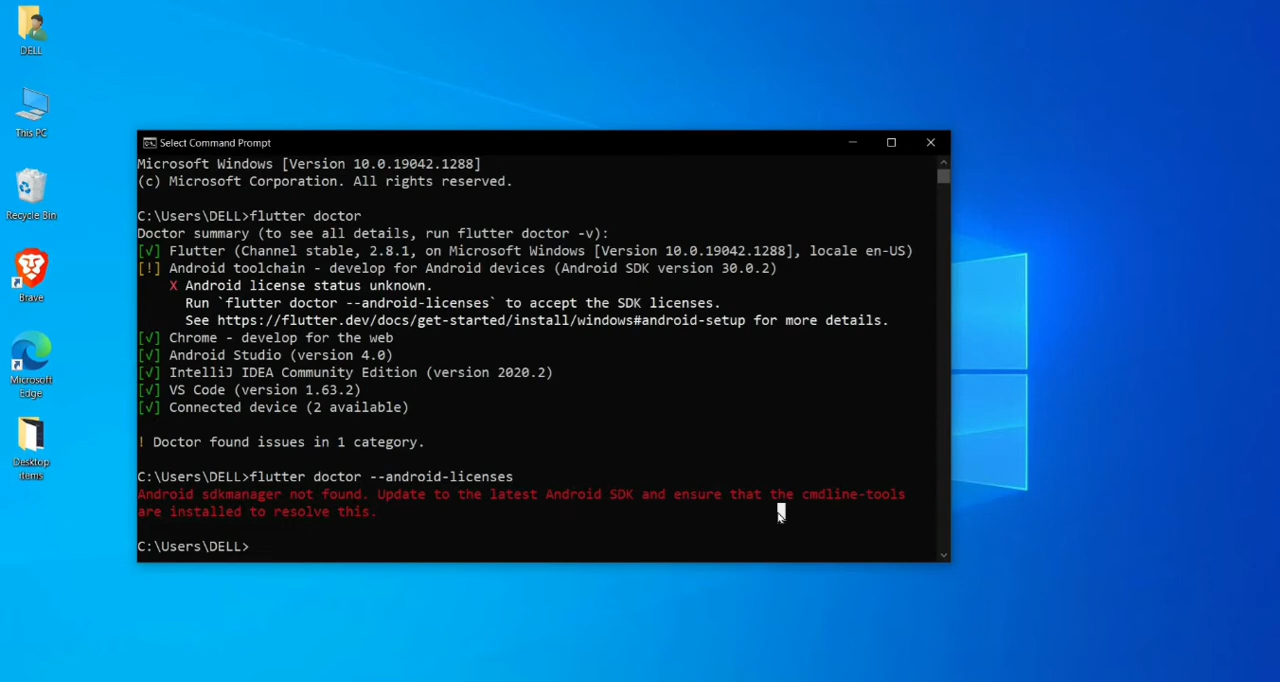 DELL
This PC
Recycle Bin
Brave
Microsoft
Edge
Desktop
items
Select Command Prompt
Microsoft Windows [Version 10.0.19042.1288]
(c) Microsoft Corporation. All rights reserved.
C:\Users\DELL>flutter doctor
Doctor summary (to see all details, run flutter doctor -v):
[√] Flutter (Channel stable, 2.8.1, on Microsoft Windows [Version 10.0.19042.1288], locale en-US)
[!] Android toolchain - develop for Android devices (Android SDK version 30.0.2)
X Android license status unknown.
Run `flutter doctor --android-licenses` to accept the SDK licenses.
See https://flutter.dev/docs/get-started/install/windows#android-setup for more details.
[√] Chrome - develop for the web
[√] Android Studio (version 4.0)
[√] IntelliJ IDEA Community Edition (version 2020.2)
[√] VS Code (version 1.63.2)
[√] Connected device (2 available)
! Doctor found issues in 1 category.
C:\Users\DELL>flutter doctor --android-licenses
Android sdkmanager not found. Update to the latest Android SDK and ensure that the cmdline-tools
are installed to resolve this.
C:\Users\DELL>